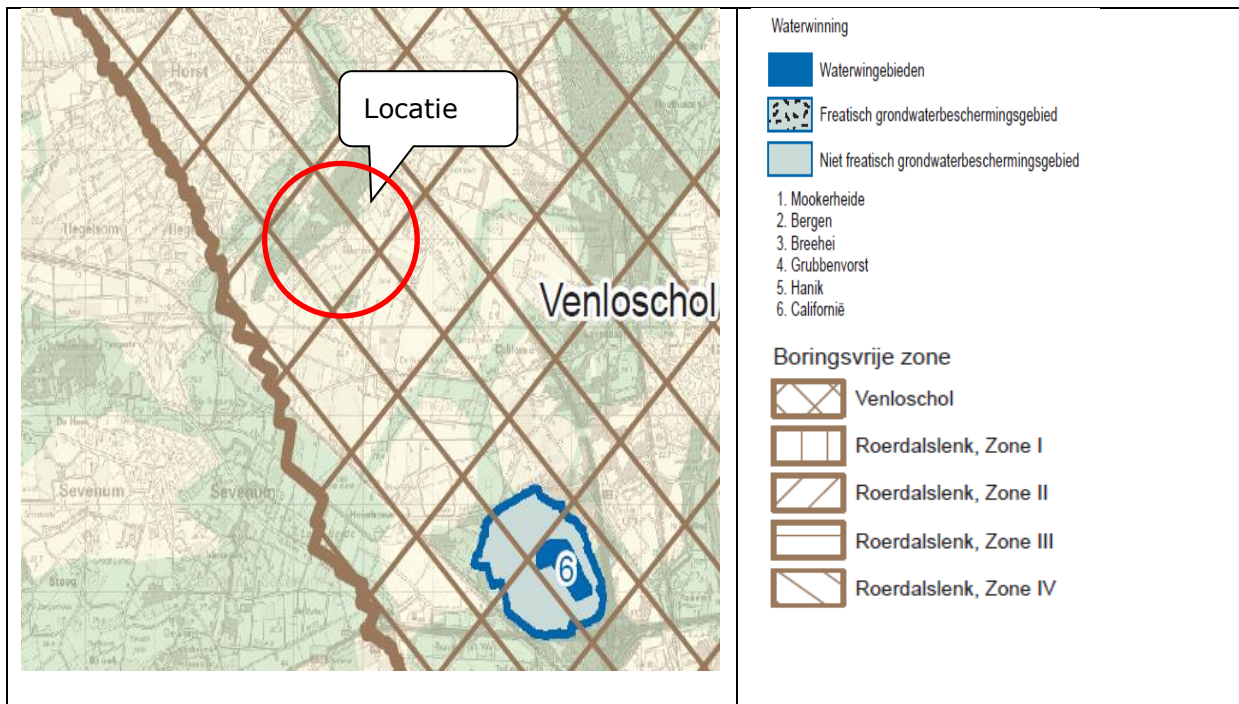 Locatie
Horst
Hegelsom
Venloschol
Californië
Sevenum
Sevenum
6
Waterwinning
Waterwingebieden
Freatisch grondwaterbeschermingsgebied
Niet freatisch grondwaterbeschermingsgebied
1. Mookerheide
2. Bergen
3. Breehei
4. Grubbenvorst
5. Hanik
6. Californië
Boringsvrije zone
Venloschol
Roerdalslenk, Zone I
Roerdalslenk, Zone II
Roerdalslenk, Zone III
Roerdalslenk, Zone IV